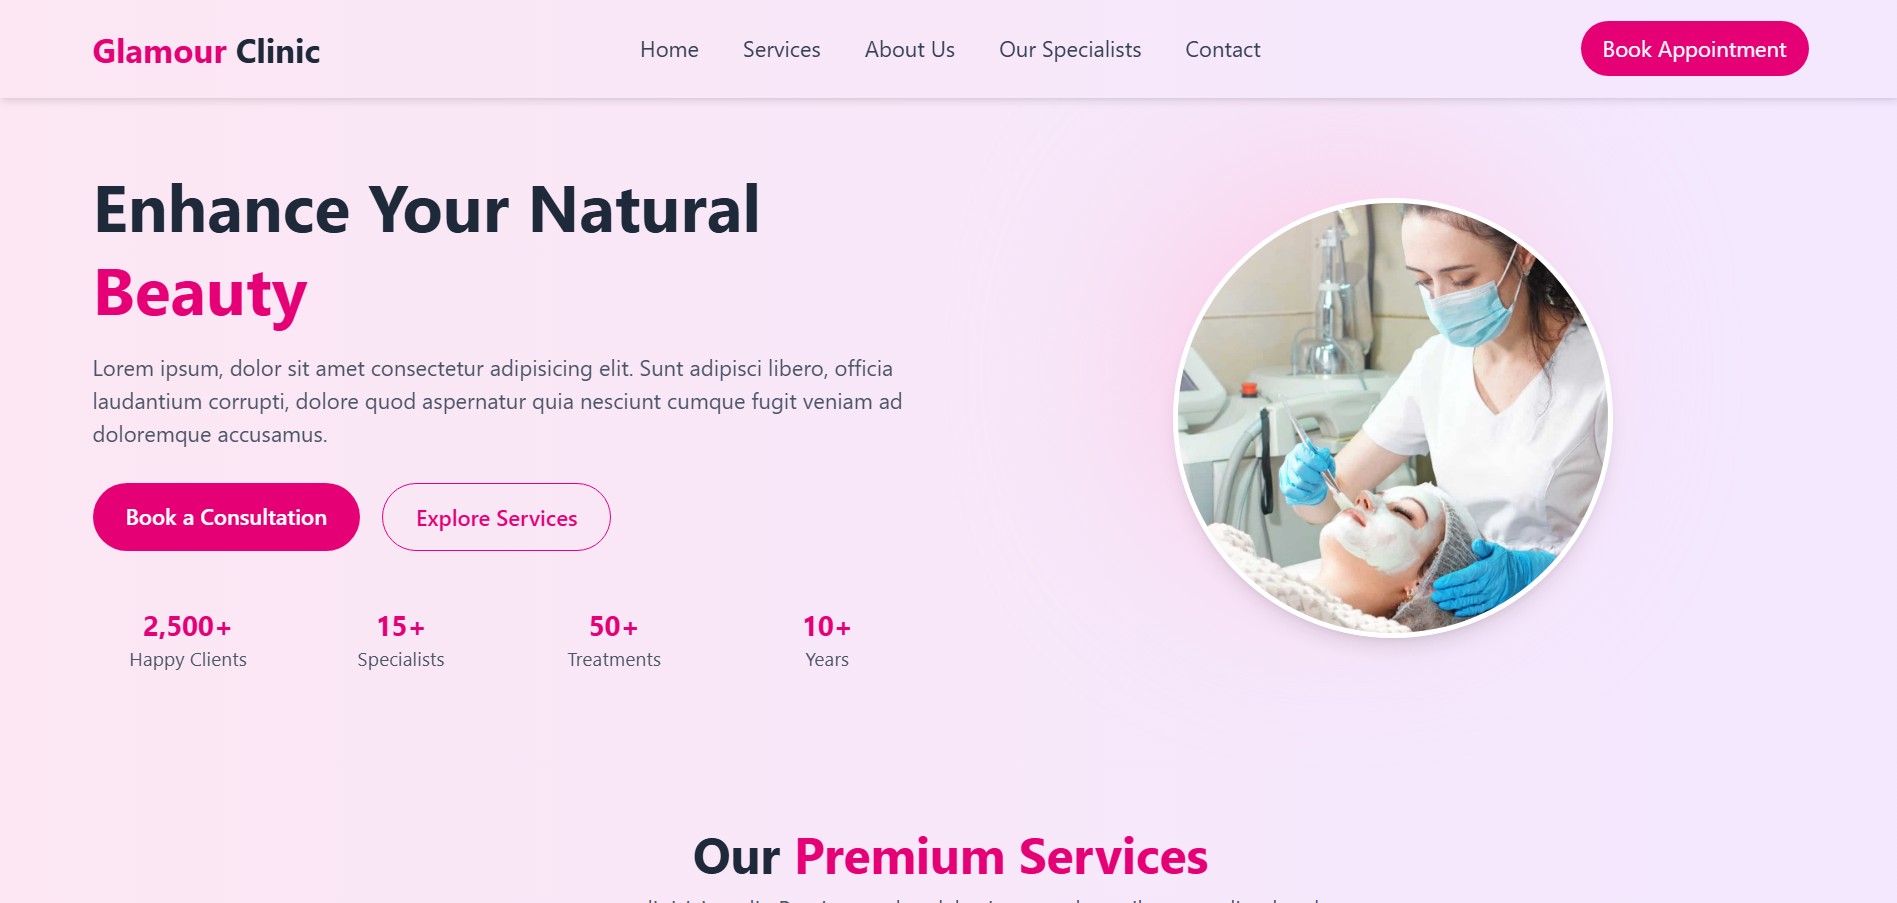 Glamour Clinic
Home
Services
About Us
Our Specialists
Contact
Book Appointment
Enhance Your Natural
Beauty
Lorem ipsum, dolor sit amet consectetur adipisicing elit. Sunt adipisci libero, officia
laudantium corrupti, dolore quod aspernatur quia nesciunt cumque fugit veniam ad
doloremque accusamus.
Book a Consultation
Explore Services
2,500+
Happy Clients
15+
Specialists
50+
Treatments
10+
Years
Our Premium Services